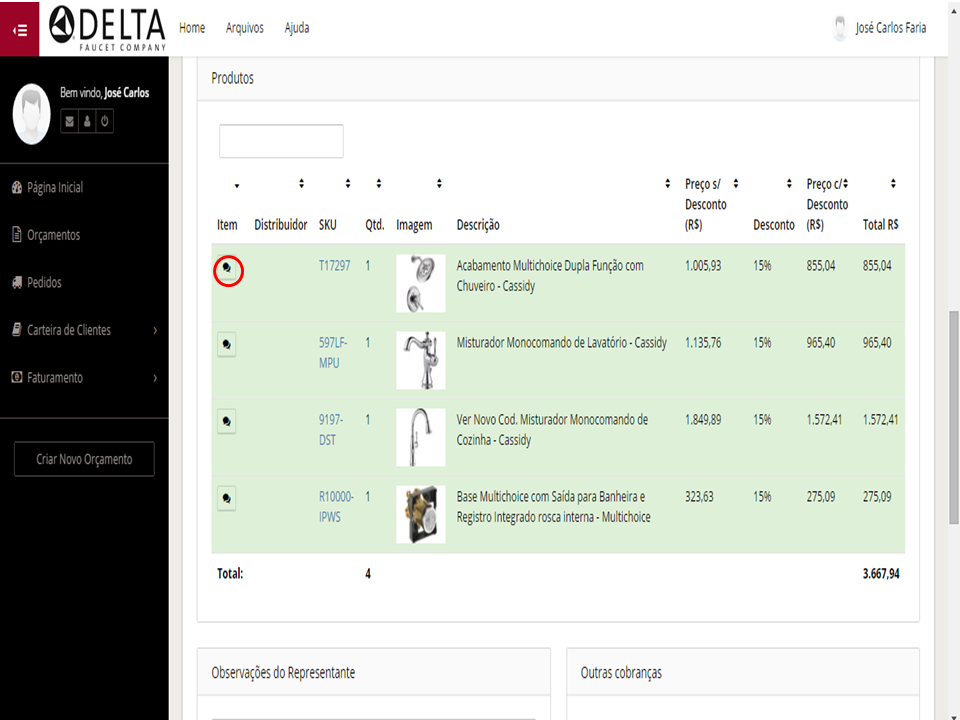 DELTA
FAUCET COMPANY
Home Arquivos Ajuda
José Carlos Faria
Bem vindo, José Carlos
Página Inicial
Orçamentos
Pedidos
Carteira de Clientes
Faturamento
Criar Novo Orçamento
Produtos
Item Distribuidor SKU Qtd. Imagem Descrição Preço s/ Desconto (R$) Desconto Preço c/ Desconto (R$) Total R$
T17297 1 Acabamento Multichoice Dupla Função com 1.005,93 15% 855,04 855,04
Chuveiro - Cassidy
597LF- 1 Misturador Monocomando de Lavatório - Cassidy 1.135,76 15% 965,40 965,40
MPU
9197- 1 Ver Novo Cod. Misturador Monocomando de 1.849,89 15% 1.572,41 1.572,41
DST Cozinha - Cassidy
R10000- 1 Base Multichoice com Saída para Banheira e 323,63 15% 275,09 275,09
IPWS Registro Integrado rosca interna - Multichoice
Total: 4 3.667,94
Observações do Representante
Outras cobranças